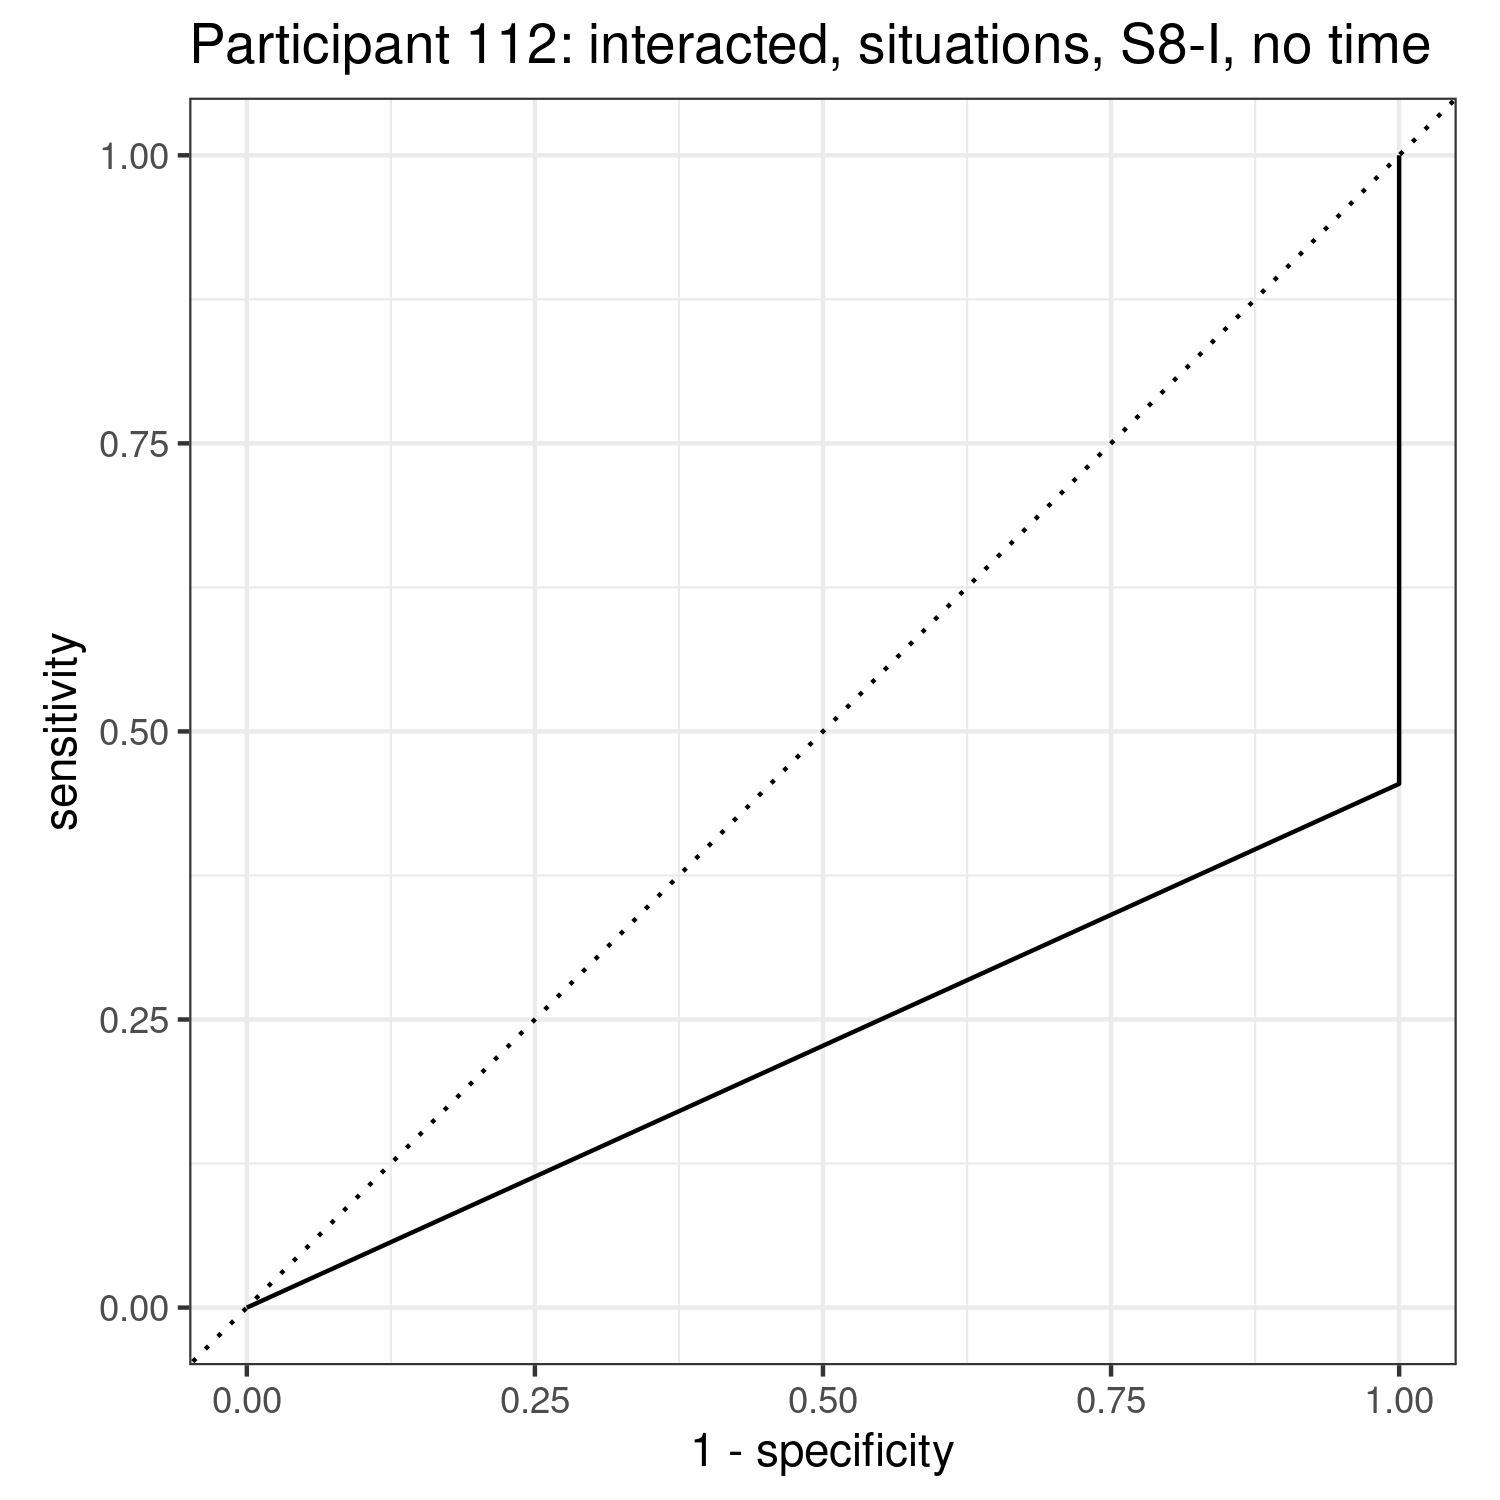 Participant 112: interacted, situations, S8-I, no time
1.00
0.75
0.50
0.25
0.00
sensitivity
0.00 0.25 0.50 0.75 1.00
1 - specificity